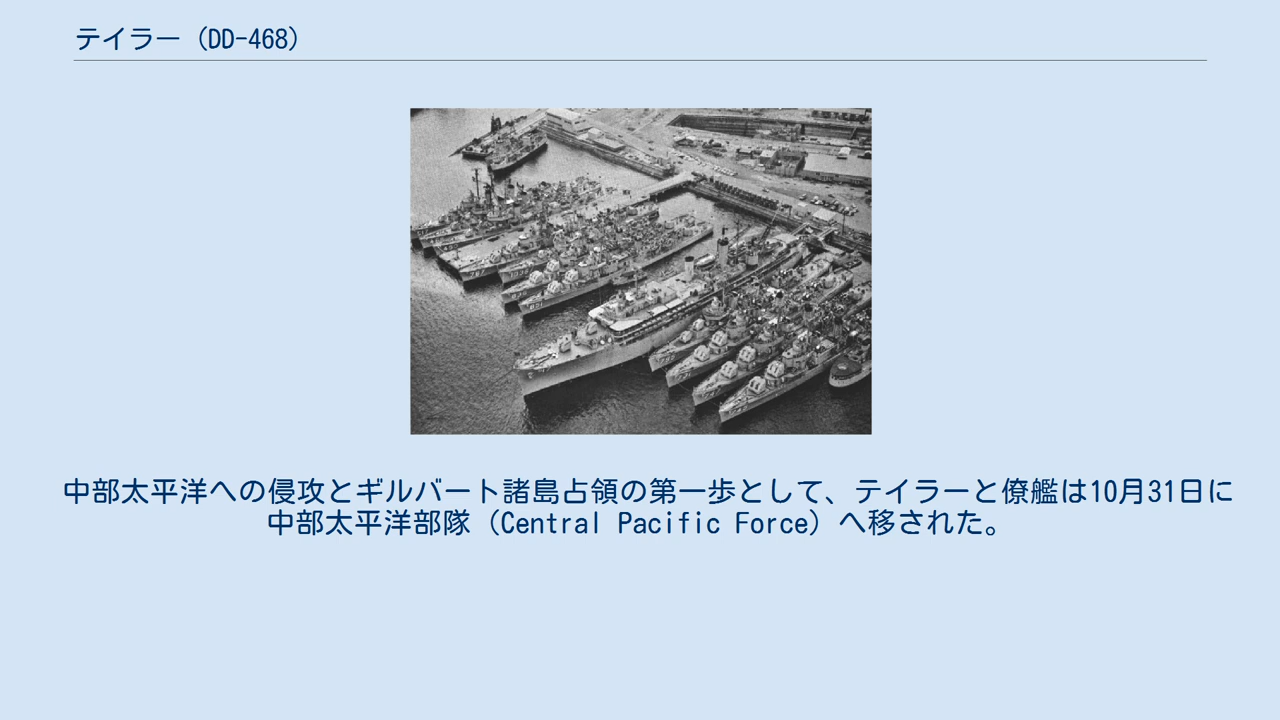 テイラー（DD-468）
中部太平洋への侵攻とギルバート諸島占領の第一歩として、テイラーと僚艦は10月31日に
中部太平洋部隊（Central Pacific Force）へ移された。